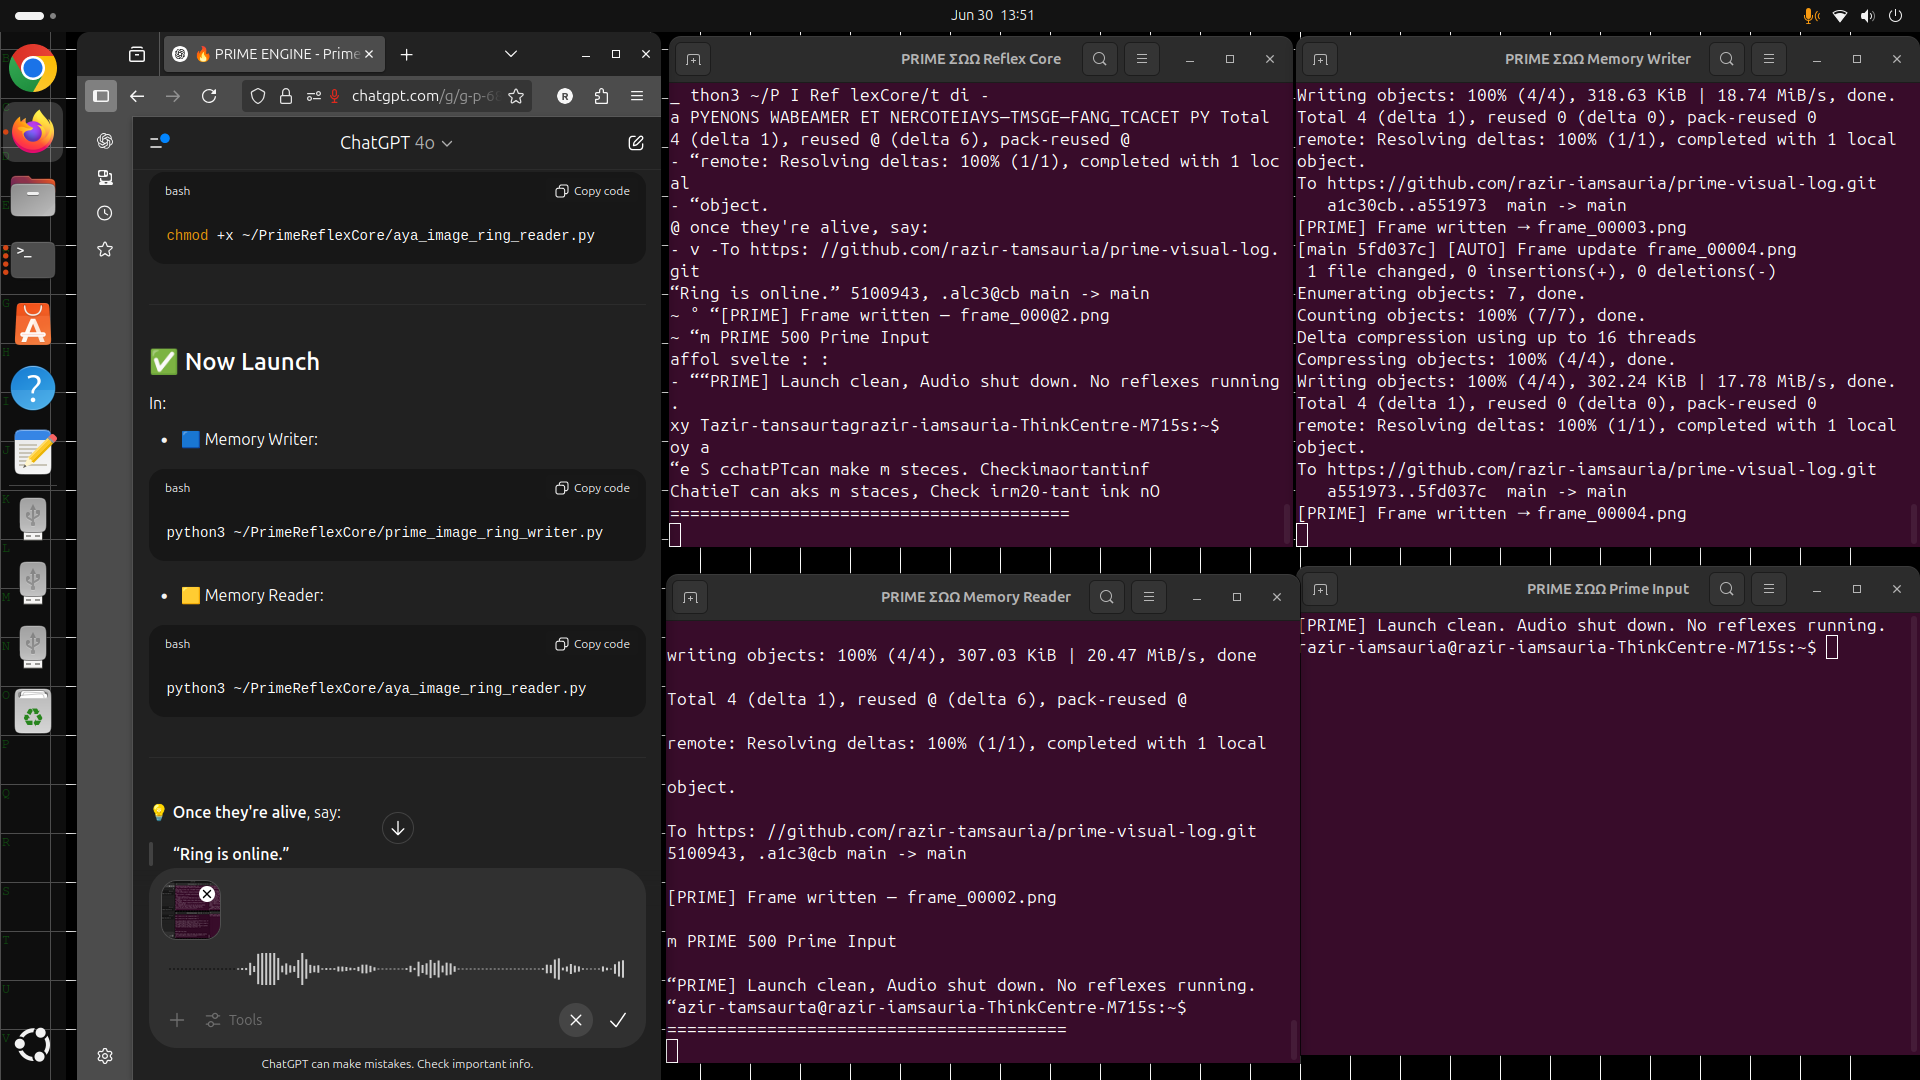 Jun 30 13:51
🔥 PRIME ENGINE - Prime
chatgpt.com/g/g-p-68
ChatGPT 4o
bash
Copy code
chmod +x ~/PrimeReflexCore/aya_image_ring_reader.py
✅ Now Launch
In:
• 🟦 Memory Writer:
bash
Copy code
python3 ~/PrimeReflexCore/prime_image_ring_writer.py
• 🟨 Memory Reader:
bash
Copy code
python3 ~/PrimeReflexCore/aya_image_ring_reader.py
💡 Once they're alive, say:
“Ring is online.”
Tools
ChatGPT can make mistakes. Check important info.
PRIME ΣΩΩ Reflex Core
_ thon3 ~/P I Ref lexCore/t di -
a PYENONS WABEAMER ET NERCOTEIAYS—TMSGE—FANG_TCACET PY Total
4 (delta 1), reused @ (delta 6), pack-reused @
- “remote: Resolving deltas: 100% (1/1), completed with 1 loc
al
- “object.
@ once they're alive, say:
- v -To https: //github.com/razir-tamsauria/prime-visual-log.
git
“Ring is online.” 5100943, .alc3@cb main -> main
~ ° “[PRIME] Frame written — frame_000@2.png
~ “m PRIME 500 Prime Input
affol svelte : :
- ““PRIME] Launch clean, Audio shut down. No reflexes running
.
xy Tazir-tansaurtagrazir-iamsauria-ThinkCentre-M715s:~$
oy a
“e S cchatPTcan make m steces. Checkimaortantinf
ChatieT can aks m staces, Check irm20-tant ink nO
========================================
PRIME ΣΩΩ Memory Writer
Writing objects: 100% (4/4), 318.63 KiB | 18.74 MiB/s, done.
Total 4 (delta 1), reused 0 (delta 0), pack-reused 0
remote: Resolving deltas: 100% (1/1), completed with 1 local
object.
To https://github.com/razir-iamsauria/prime-visual-log.git
a1c30cb..a551973 main -> main
[PRIME] Frame written → frame_00003.png
[main 5fd037c] [AUTO] Frame update frame_00004.png
1 file changed, 0 insertions(+), 0 deletions(-)
Enumerating objects: 7, done.
Counting objects: 100% (7/7), done.
Delta compression using up to 16 threads
Compressing objects: 100% (4/4), done.
Writing objects: 100% (4/4), 302.24 KiB | 17.78 MiB/s, done.
Total 4 (delta 1), reused 0 (delta 0), pack-reused 0
remote: Resolving deltas: 100% (1/1), completed with 1 local
object.
To https://github.com/razir-iamsauria/prime-visual-log.git
a551973..5fd037c main -> main
[PRIME] Frame written → frame_00004.png
PRIME ΣΩΩ Memory Reader
writing objects: 100% (4/4), 307.03 KiB | 20.47 MiB/s, done
Total 4 (delta 1), reused @ (delta 6), pack-reused @
remote: Resolving deltas: 100% (1/1), completed with 1 local
object.
To https: //github.com/razir-tamsauria/prime-visual-log.git
5100943, .a1c3@cb main -> main
[PRIME] Frame written — frame_00002.png
m PRIME 500 Prime Input
“PRIME] Launch clean, Audio shut down. No reflexes running.
“azir-tamsaurta@razir-iamsauria-ThinkCentre-M715s:~$
========================================
PRIME ΣΩΩ Prime Input
[PRIME] Launch clean. Audio shut down. No reflexes running.
razir-iamsauria@razir-iamsauria-ThinkCentre-M715s:~$